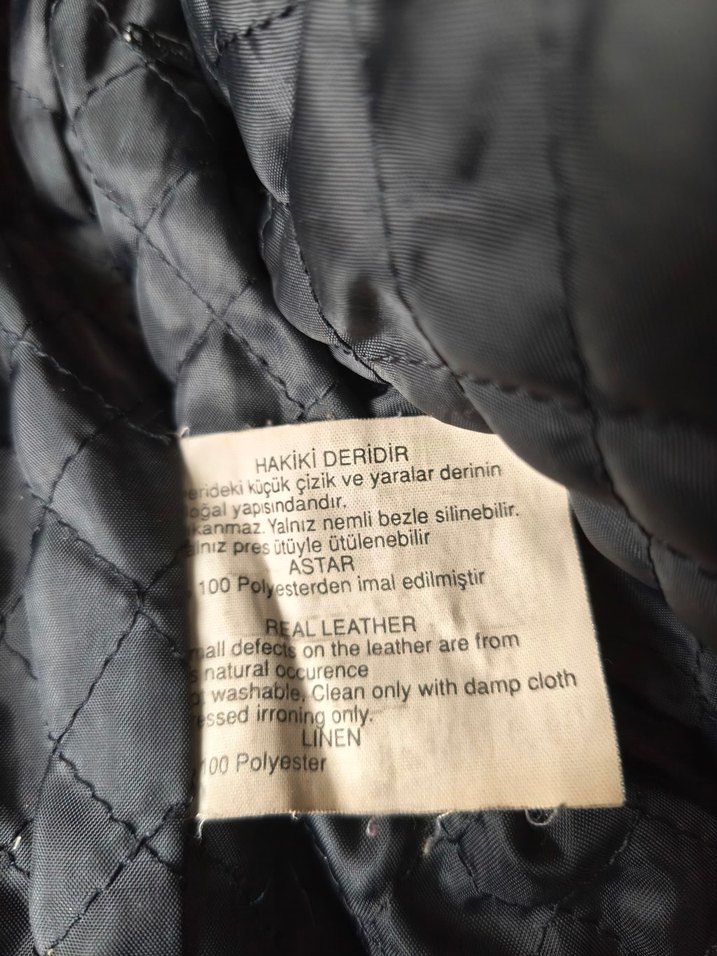 HAKİKİ DERİDİR
erideki küçük çizik ve yaralar derinin
oğal yapısındandır.
kanmaz. Yalnız nemli bezle silinebilir.
alnız pres ütüyle ütülenebilir
ASTAR
100 Polyesterden imal edilmiştir
REAL LEATHER
all defects on the leather are from
s natural occurence
washable. Clean only with damp cloth
essed irroning only.
LINEN
100 Polyester